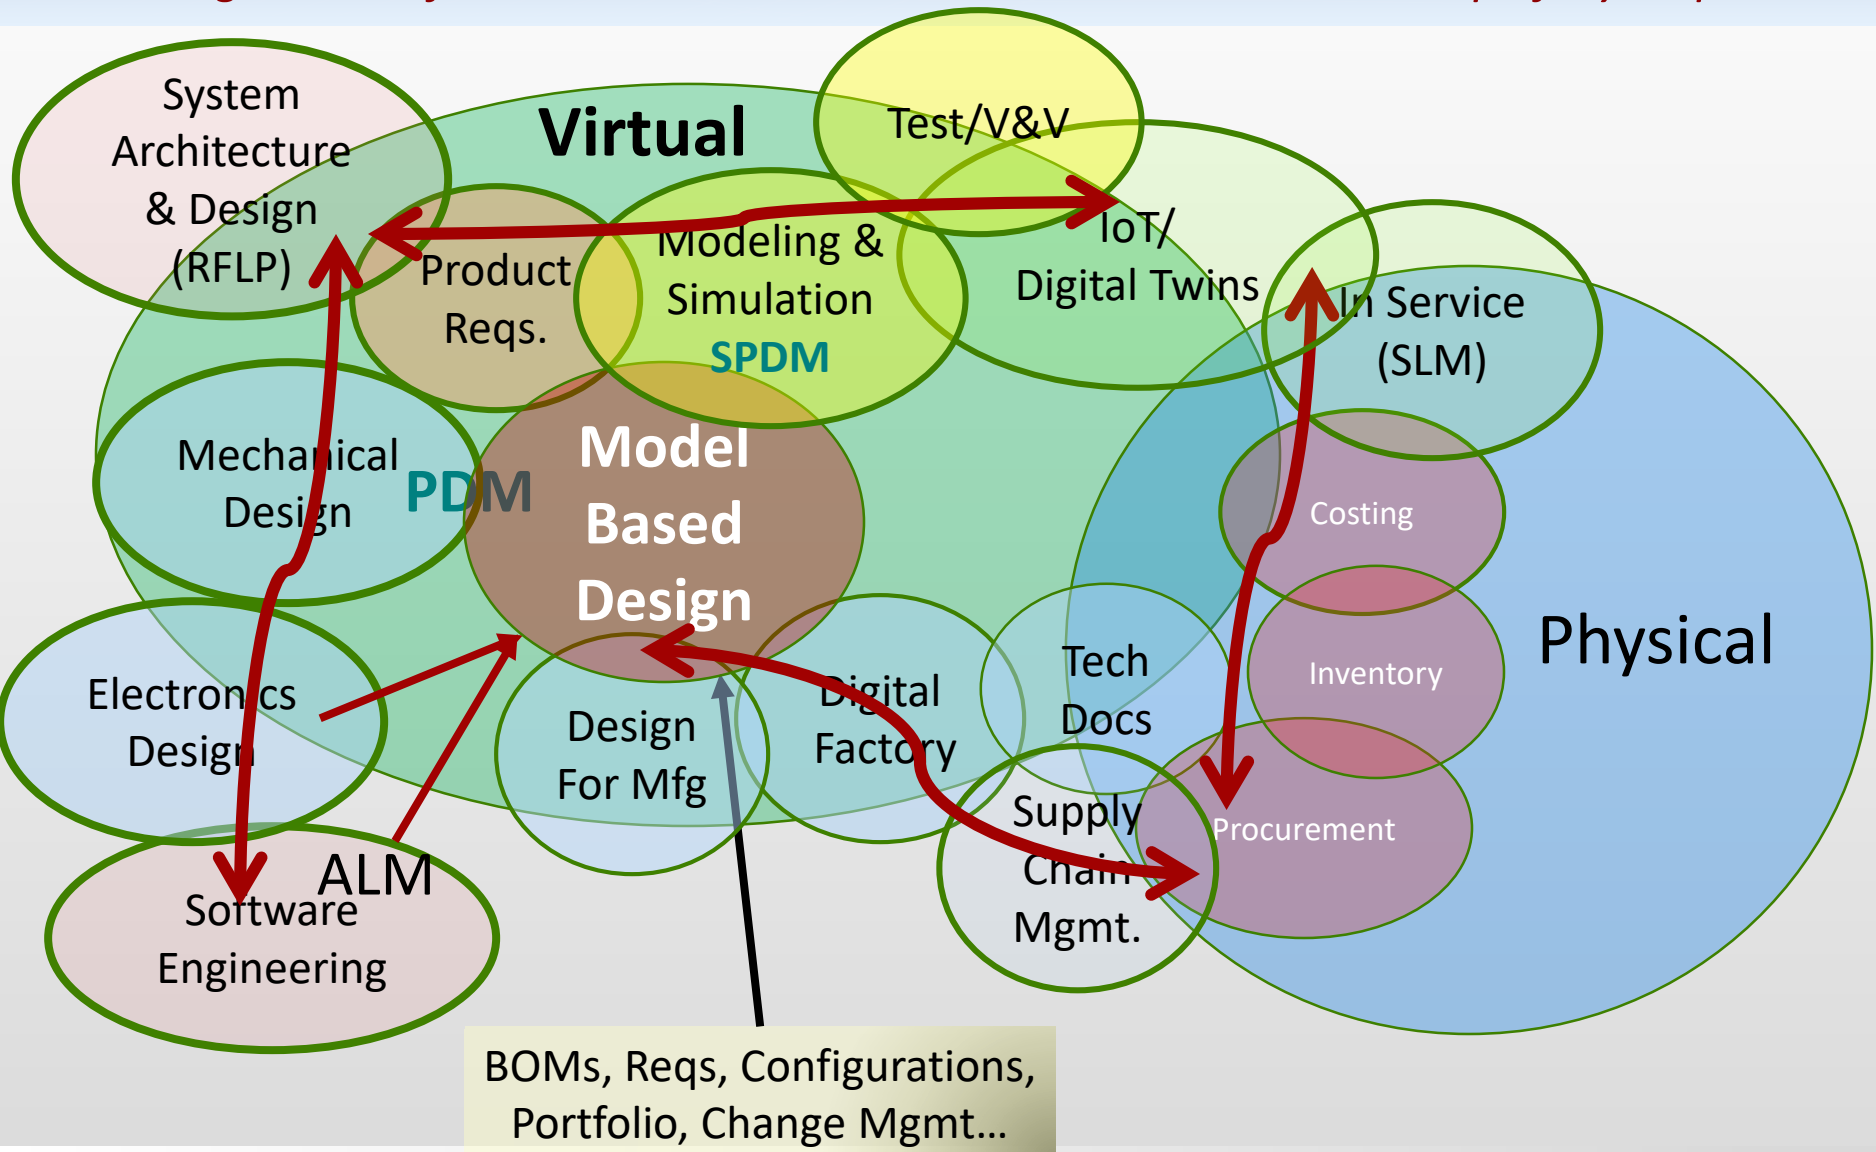 System
Architecture
& Design
(RFLP)
Virtual
Test/V&V
Product
Reqs.
Modeling &
Simulation
SPDM
IoT/
Digital Twins
In Service
(SLM)
Mechanical
Design
PDM
Model
Based
Design
Costing
Inventory
Physical
Electronics
Design
Design
For Mfg
Digital
Factory
Tech
Docs
Supply
Chain
Mgmt.
Procurement
ALM
Software
Engineering
BOMs, Reqs, Configurations,
Portfolio, Change Mgmt...